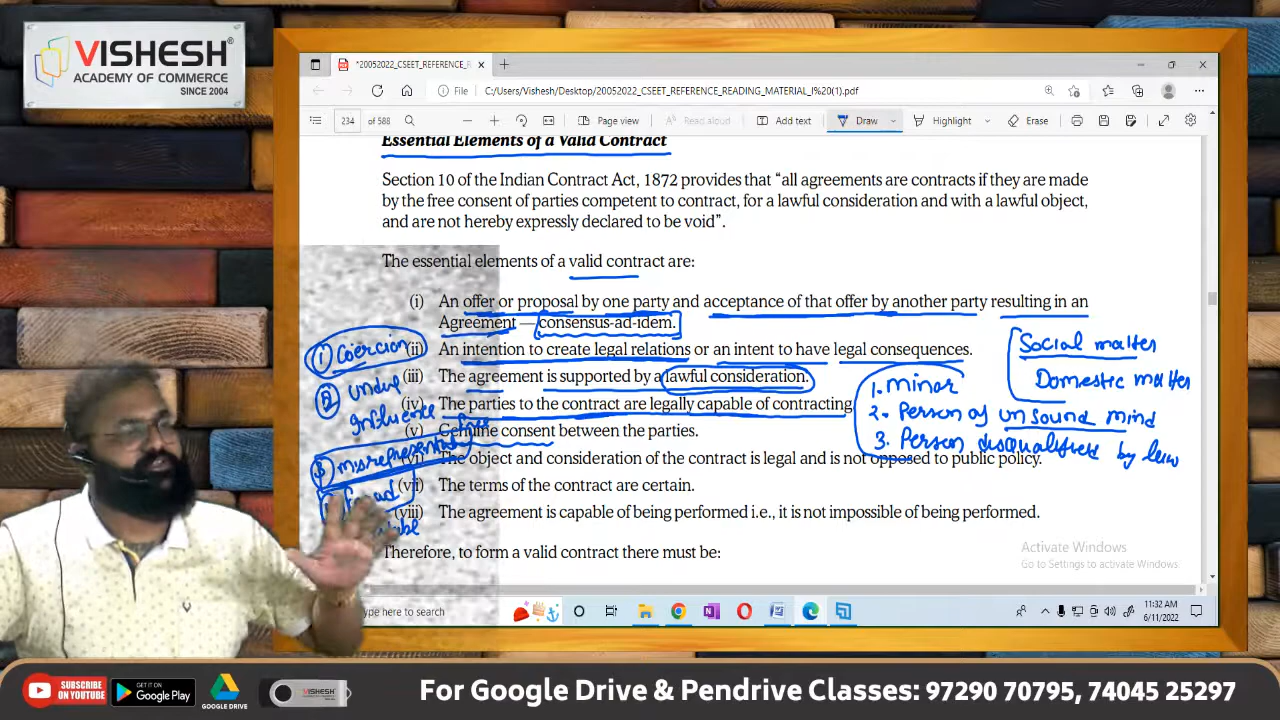 VISHESH®
ACADEMY OF COMMERCE
SINCE 2004
*20052022_CSEET_REFERENCE_R
File C:/Users/Vishesh/Desktop/20052022_CSEET_REFERENCE_READING_MATERIAL_I%20(1).pdf
234 of 588 Page view Read aloud Add text Draw Highlight Erase
Essential Elements of a Valid Contract
Section 10 of the Indian Contract Act, 1872 provides that “all agreements are contracts if they are made
by the free consent of parties competent to contract, for a lawful consideration and with a lawful object,
and are not hereby expressly declared to be void”.
The essential elements of a valid contract are:
(i) An offer or proposal by one party and acceptance of that offer by another party resulting in an
Agreement — consensus-ad-idem.
(ii) An intention to create legal relations or an intent to have legal consequences.
(iii) The agreement is supported by a lawful consideration.
(iv) The parties to the contract are legally capable of contracting
(v) Genuine consent between the parties.
The object and consideration of the contract is legal and is not opposed to public policy.
(vii) The terms of the contract are certain.
(viii) The agreement is capable of being performed i.e., it is not impossible of being performed.
Therefore, to form a valid contract there must be:
1 Coercion
2 undue
influence
free
3 misrepresentation
Social matter
Domestic matter
1. minor
2. Person of unsound mind
3. Person disqualified by law
Activate Windows
Go to Settings to activate Windows.
ype here to search
11:32 AM
6/11/2022
SUBSCRIBE
ON YOUTUBE
GET IT ON
Google Play
GOOGLE DRIVE
VISHESH
For Google Drive & Pendrive Classes: 97290 70795, 74045 25297